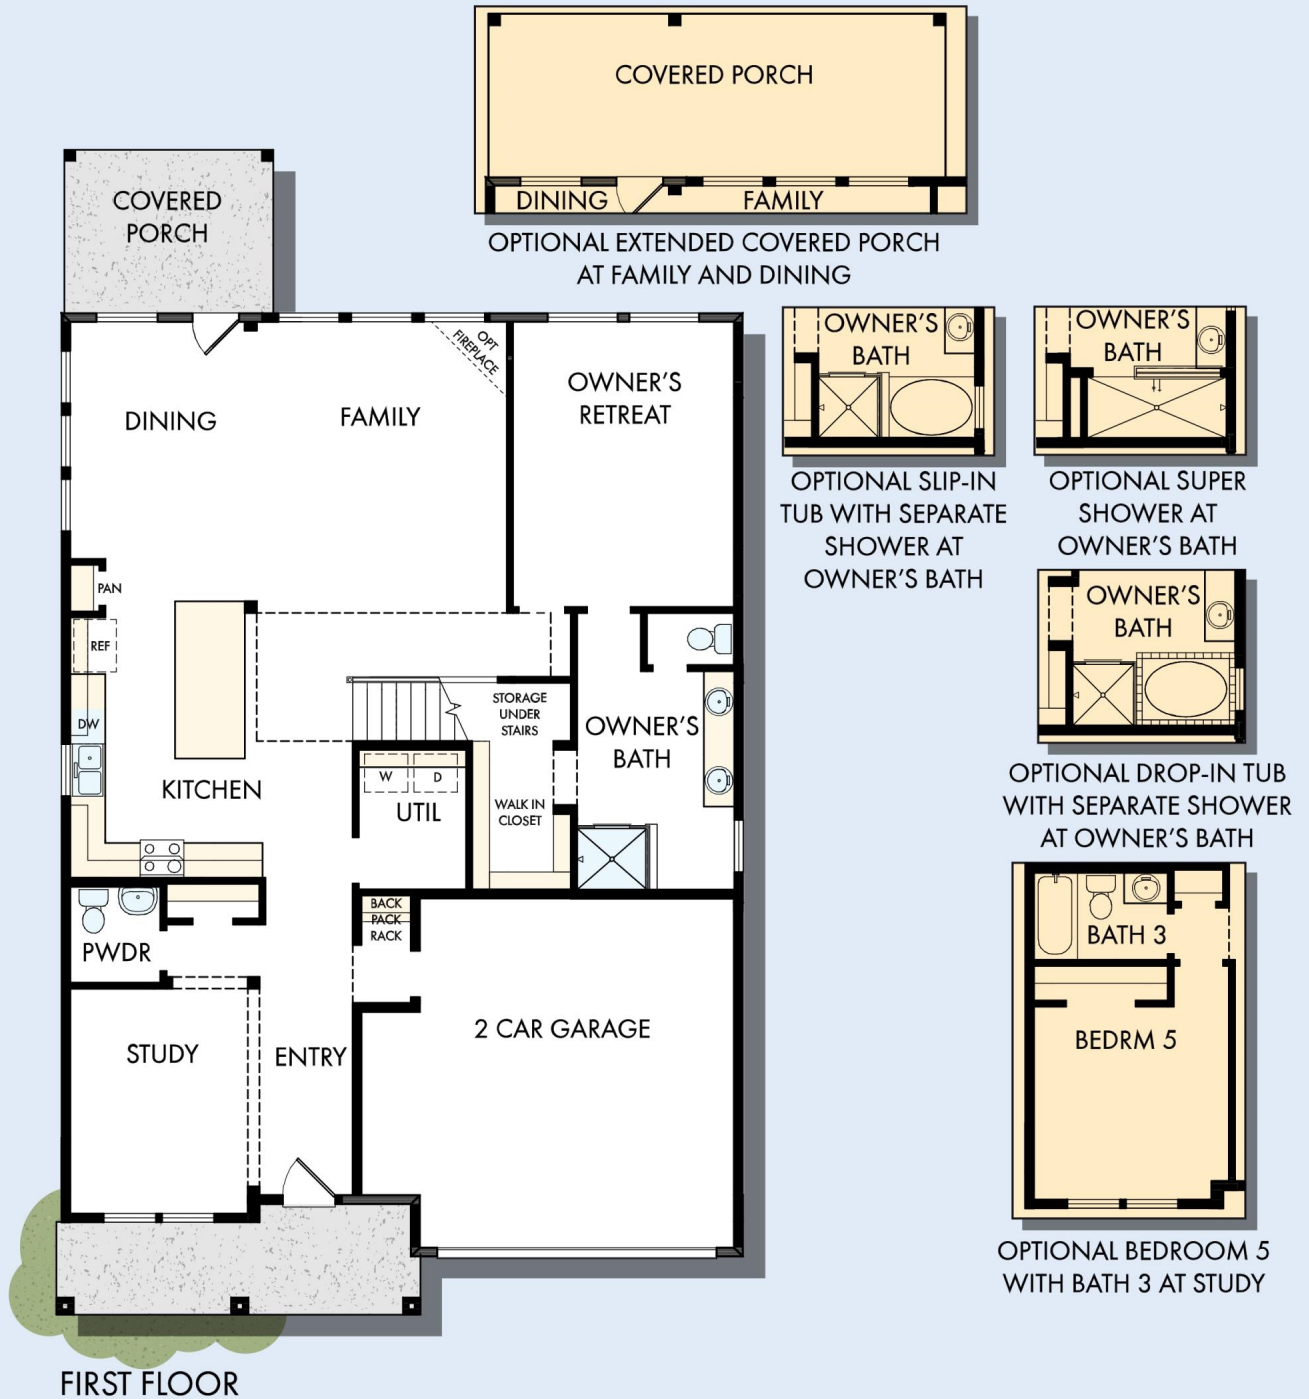 COVERED PORCH
DINING
FAMILY
OPTIONAL EXTENDED COVERED PORCH
AT FAMILY AND DINING
COVERED
PORCH
OPT
FIREPLACE
DINING
FAMILY
OWNER'S
RETREAT
PAN
REF
DW
KITCHEN
STORAGE
UNDER
STAIRS
W
D
UTIL
WALK IN
CLOSET
OWNER'S
BATH
BACK
PACK
RACK
PWDR
STUDY
ENTRY
2 CAR GARAGE
FIRST FLOOR
OWNER'S
BATH
OPTIONAL SLIP-IN
TUB WITH SEPARATE
SHOWER AT
OWNER'S BATH
OWNER'S
BATH
OPTIONAL SUPER
SHOWER AT
OWNER'S BATH
OWNER'S
BATH
OPTIONAL DROP-IN TUB
WITH SEPARATE SHOWER
AT OWNER'S BATH
BATH 3
BEDRM 5
OPTIONAL BEDROOM 5
WITH BATH 3 AT STUDY